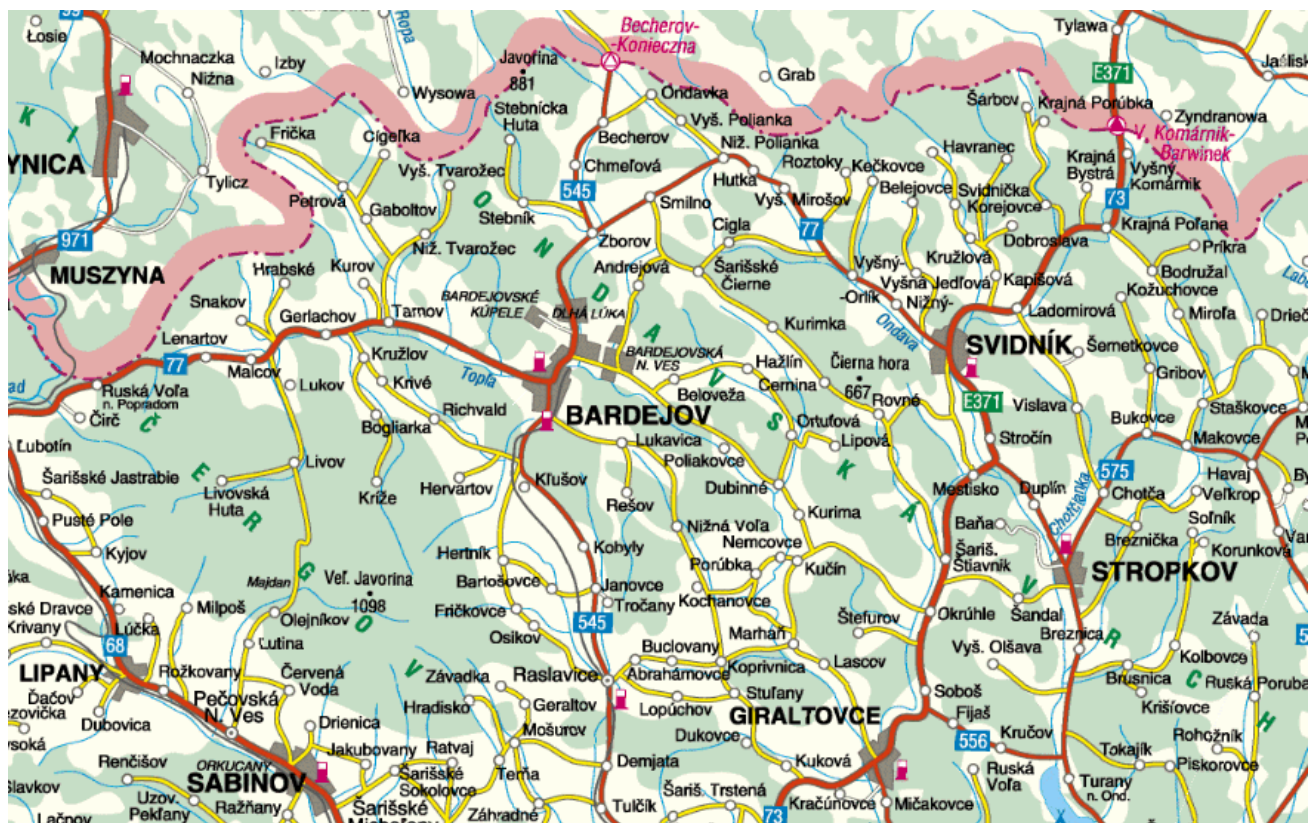 Łosie
Mochnaczka
Niźna
Izby
Ropa
Javorina
881
Becherov-
-Konieczna
Wysowa
Grab
Tylawa
E371
Jaślisk
Stebnícka
Huta
Ondavka
Becherov
Vyš. Polianka
Šarbov
Krajná Porúbka
Zyndranowa
V. Komárnik-
Barwinek
YNICA
K
I
Tylicz
Frička
Cígeľka
Chmeľová
Niž. Polianka
Roztoky
Kečkovce
Havranec
Krajná
Bystrá
Vyšný
Komárnik
Petrová
Vyš. Tvarožec
545
Hutka
Belejovce
Svidnička
73
Gaboltov
Stebník
Smilno
Vyš. Mirošov
Korejovce
Krajná Poľana
971
MUSZYNA
Niž. Tvarožec
Zborov
Cigla
77
Dobroslava
Príkra
Hrabské
Kurov
Andrejová
Šarišské
Čierne
Vyšný-
-Orlík
Vyšná Jedľová
Nižný-
Kružlová
Kapišová
Bodružal
Kožuchovce
Snakov
BARDEJOVSKÉ
KÚPELE
DLHÁ LÚKA
Gerlachov
Tarnov
Kurimka
Ondava
Ladomirová
Miroľa
Lenartov
77
Malcov
Kružlov
BARDEJOVSKÁ
N. VES
Čierna hora
667
SVIDNÍK
Šemetkovce
Ruská Voľa
n. Popradom
Lukov
Krivé
Topľa
Hažlín
Beloveža
Cernina
Rovné
E371
Gribov
Čirč
Richvald
BARDEJOV
Ortuťová
Vislava
Staškovce
Bogliarka
Lipová
Bukovce
Ľubotín
Lukavica
Poliakovce
Stročín
Makovce
Šarišské Jastrabie
Livov
Livovská
Huta
Hervartov
Kľušov
Dubinné
Mestisko
Duplín
575
Havaj
Kríže
Rešov
Chotčianka
Chotča
Veľkrop
Pusté Pole
Kurima
Baňa
Nižná Voľa
Nemcovce
Breznička
Soľník
Korunková
Kyjov
Hertník
Kobyly
Kučín
Šariš.
Štiavnik
STROPKOV
Majdan
Veľ. Javorina
1098
Bartošovce
Porúbka
Kochanovce
Kamenica
Milpoš
Janovce
Tročany
Šandal
Závada
Lúčka
Olejníkov
Fričkovce
545
Štefurov
Okrúhle
Breznica
Krivany
68
Ľutina
Osikov
Marháň
Vyš. Olšava
Kolbovce
LIPANY
Rožkovany
Červená
Voda
Závadka
Raslavice
Buclovany
Abrahámovce
Koprivnica
Lascov
Brusnica
Ruská Poruba
Ďačov
Pečovská
N. Ves
Hradisko
Geraltov
Lopúchov
Stuľany
Soboš
Krišľovce
Dubovica
Drienica
Mošurov
GIRALTOVCE
Fijaš
Kručov
556
Rohožník
Dukovce
Tokajík
Piskorovce
Renčišov
ORKUCANY
SABINOV
Jakubovany
Ratvaj
Terňa
Demjata
Kuková
Ruská
Voľa
Turany
n. Ond.
Šarišské
Sokolovce
Uzov.
Pekľany
Ražňany
Záhradné
Tulčík
Šariš. Trstená
73
Kračúnovce
Mičakovce
Č
E
R
G
O
V
O
N
D
A
V
S
K
Á
V
R
C
H